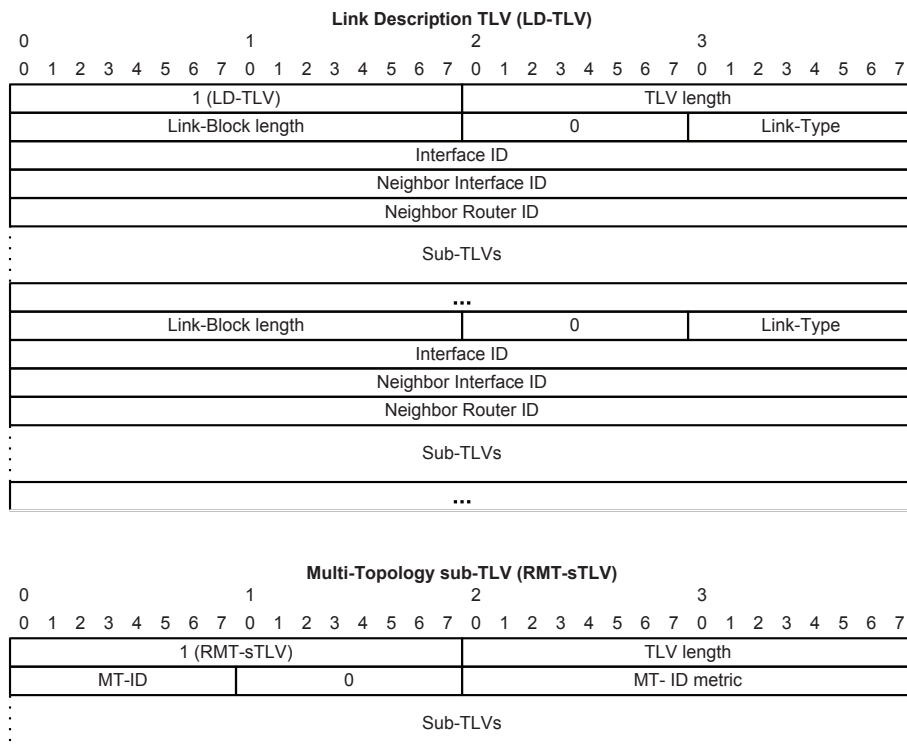 Link Description TLV (LD-TLV)
0 1 2 3
0 1 2 3 4 5 6 7 0 1 2 3 4 5 6 7 0 1 2 3 4 5 6 7 0 1 2 3 4 5 6 7
1 (LD-TLV) TLV length
Link-Block length 0 Link-Type
Interface ID
Neighbor Interface ID
Neighbor Router ID
Sub-TLVs
...
Link-Block length 0 Link-Type
Interface ID
Neighbor Interface ID
Neighbor Router ID
Sub-TLVs
...
Multi-Topology sub-TLV (RMT-sTLV)
0 1 2 3
0 1 2 3 4 5 6 7 0 1 2 3 4 5 6 7 0 1 2 3 4 5 6 7 0 1 2 3 4 5 6 7
1 (RMT-sTLV) TLV length
MT-ID 0 MT- ID metric
Sub-TLVs